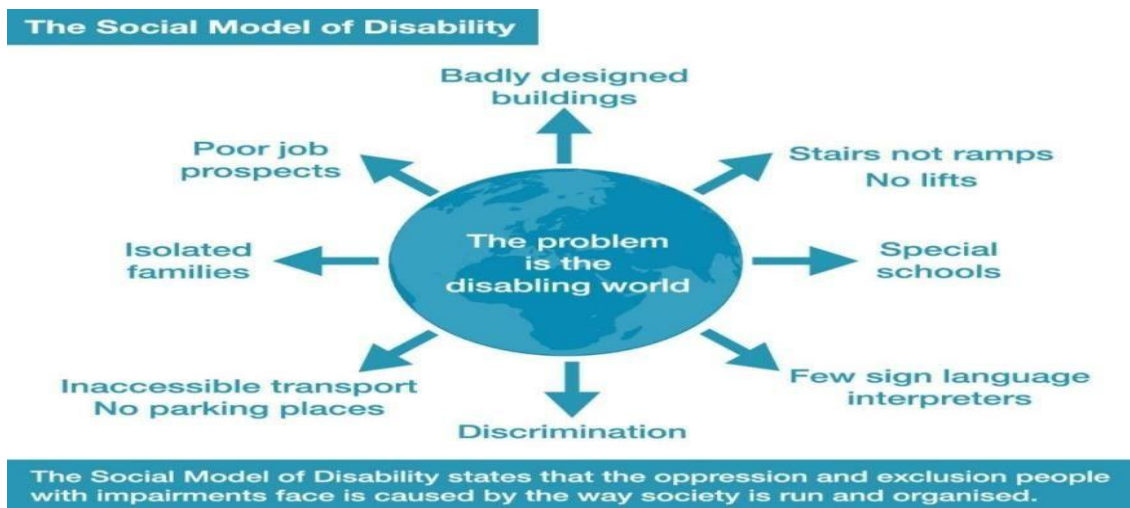 The Social Model of Disability
Badly designed
buildings
Poor job
prospects
Stairs not ramps
No lifts
Isolated
families
The problem
is the
disabling world
Special
schools
Inaccessible transport
No parking places
Few sign language
interpreters
Discrimination
The Social Model of Disability states that the oppression and exclusion people
with impairments face is caused by the way society is run and organised.